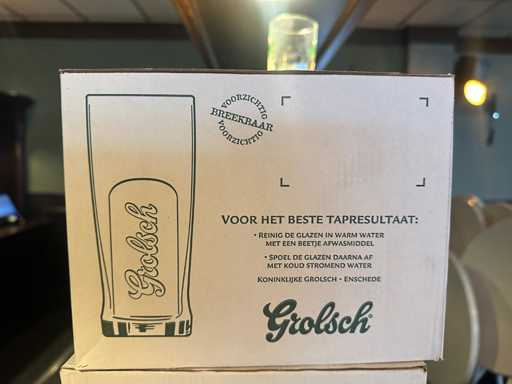 VOORZICHTIG
BREEKBAAR
VOORZICHTIG
Grolsch
VOOR HET BESTE TAPRESULTAAT:
• REINIG DE GLAZEN IN WARM WATER
MET EEN BEETJE AFWASMIDDEL
• SPOEL DE GLAZEN DAARNA AF
MET KOUD STROMEND WATER
KONINKLIJKE GROLSCH - ENSCHEDE
Grolsch